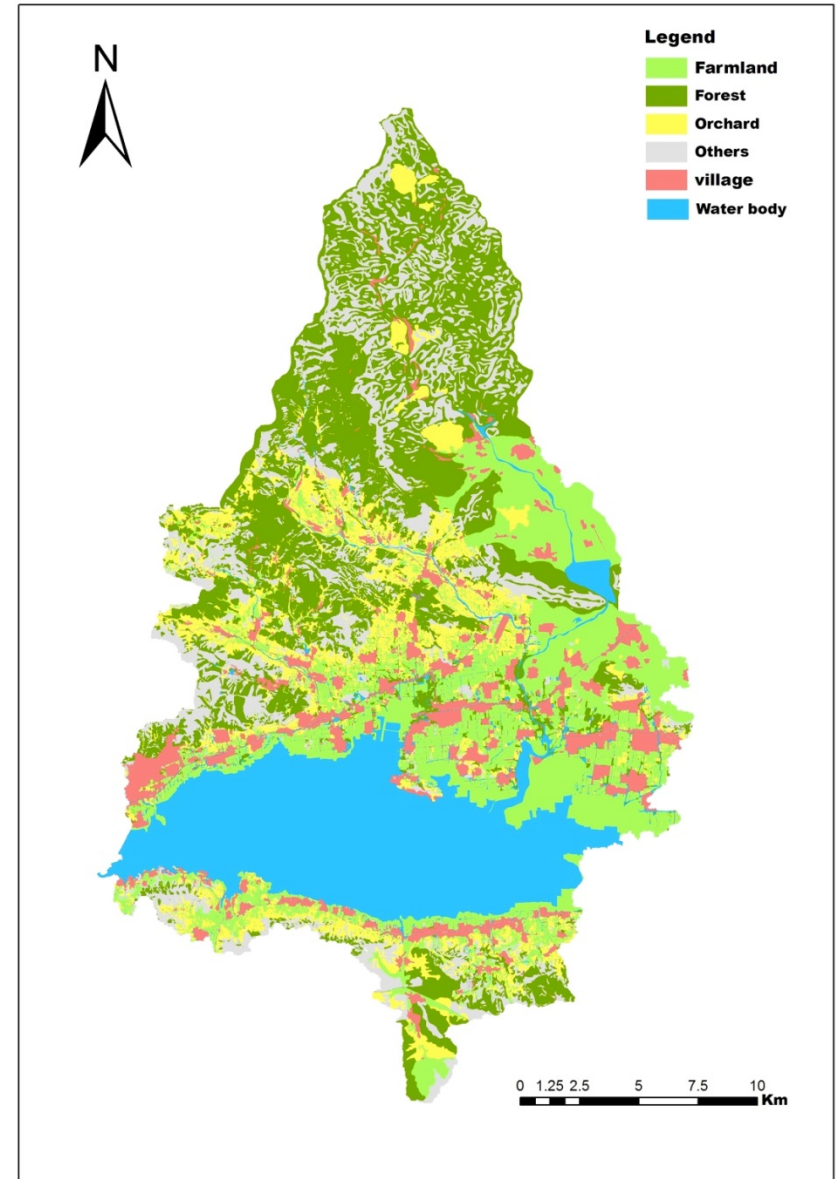 N
Legend
Farmland
Forest
Orchard
Others
village
Water body
0 1.25 2.5 5 7.5 10
Km